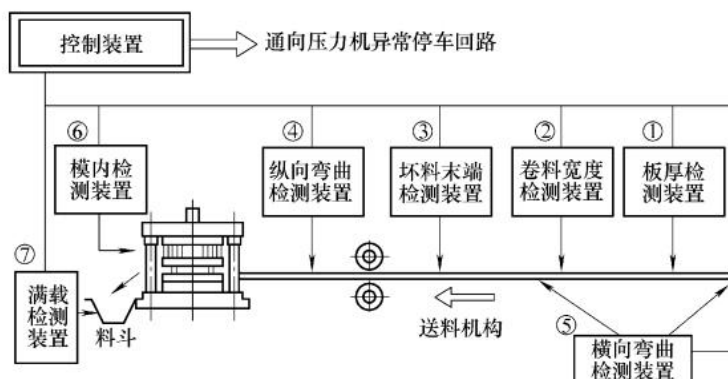 控制装置
通向压力机异常停车回路
⑥
模内检
测装置
④
纵向弯曲
检测装置
③
坏料末端
检测装置
②
卷料宽度
检测装置
①
板厚检
测装置
⑦
满载
检测
装置
料斗
送料机构
⑤
横向弯曲
检测装置